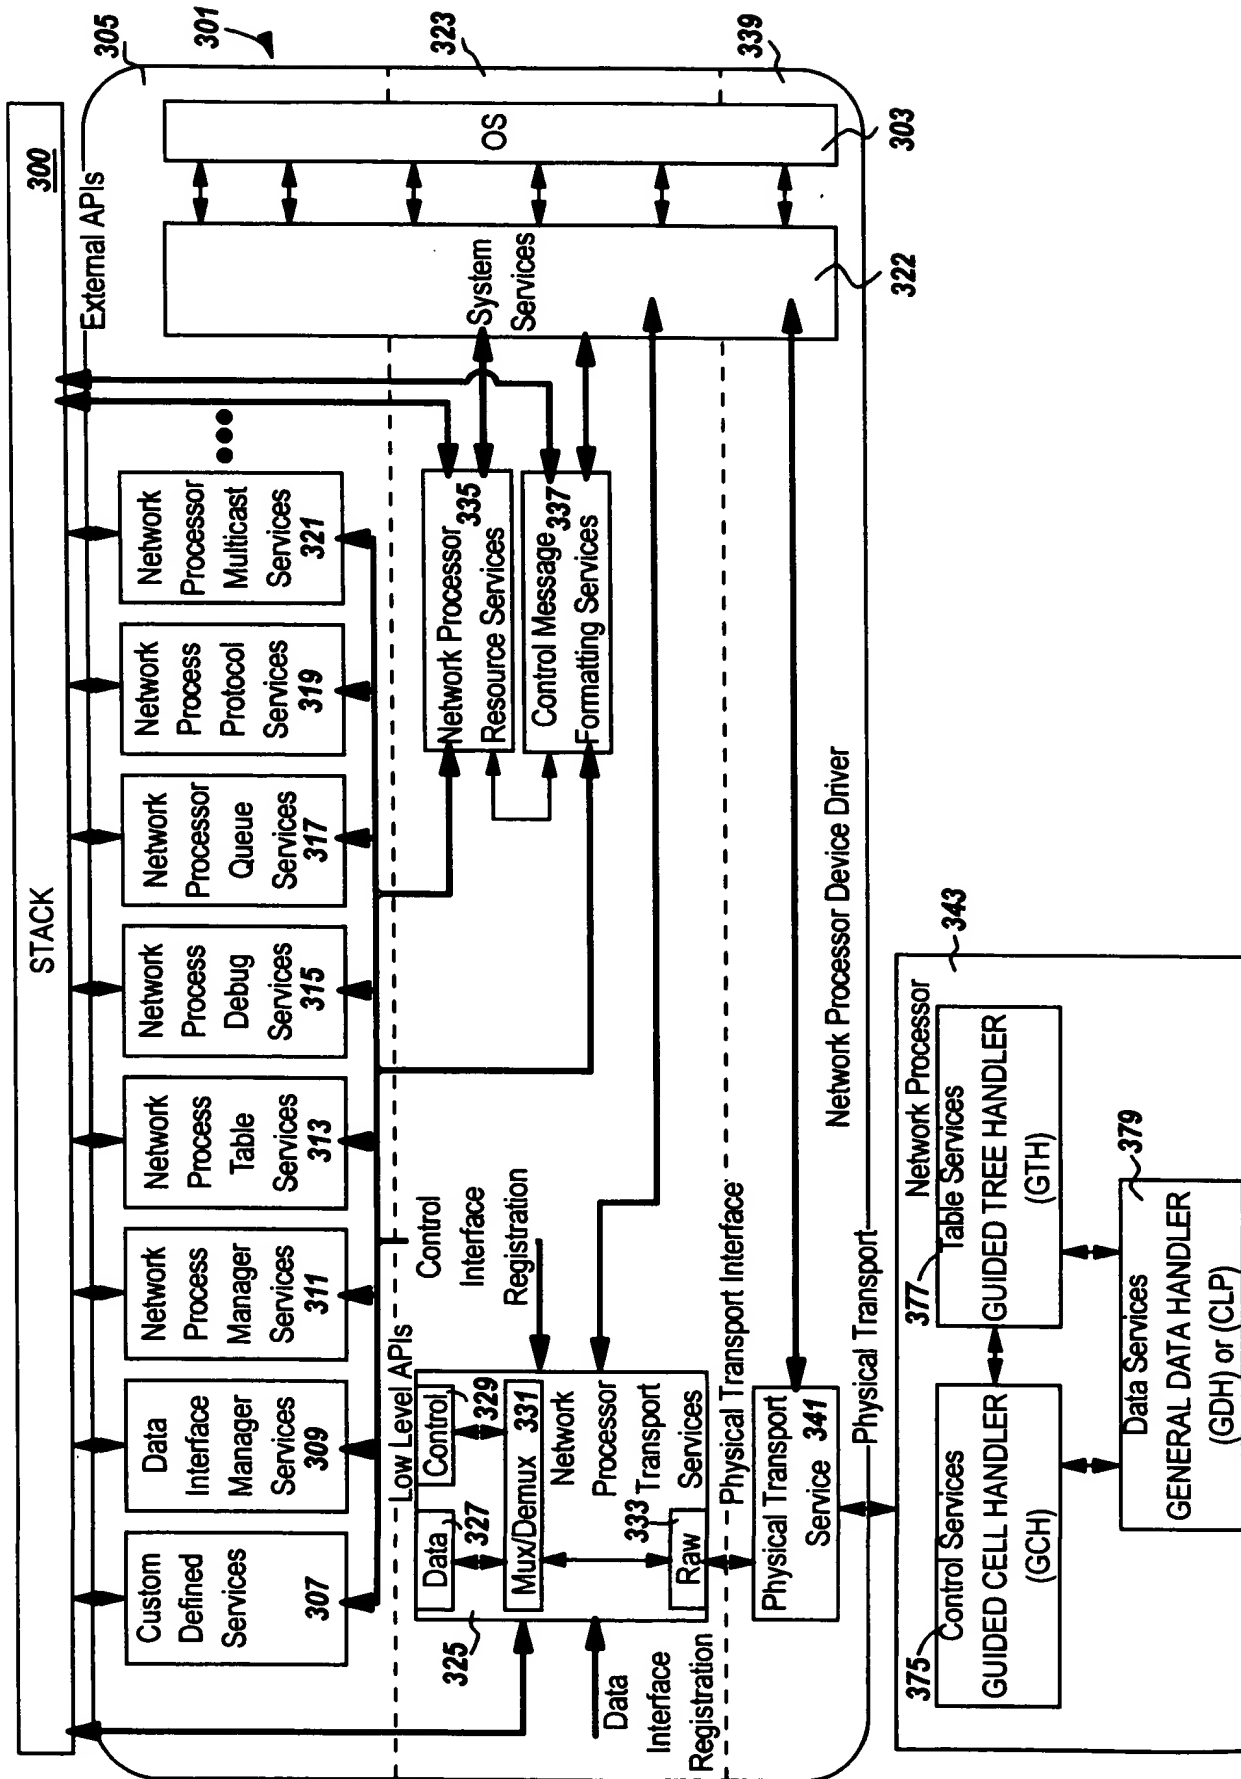 STACK
300
External APIs
305
301
Custom
Defined
Services
307
Data
Interface
Manager
Services
309
Network
Process
Manager
Services
311
Network
Process
Table
Services
313
Network
Process
Debug
Services
315
Network
Processor
Queue
Services
317
Network
Process
Protocol
Services
319
Network
Processor
Multicast
Services
321
●●●
Low Level APIs
323
Control
Interface
Registration
325
Data
327
Control
329
Mux/Demux 331
Network
Processor
Transport
Services
Raw
333
Data
Interface
Registration
Network Processor
Resource Services
335
Control Message
Formatting Services
337
System
Services
322
OS
303
Physical Transport Interface
339
Physical Transport
Service 341
Network Processor Device Driver
Physical Transport
Network Processor
343
375
Control Services
GUIDED CELL HANDLER
(GCH)
377
Table Services
GUIDED TREE HANDLER
(GTH)
379
Data Services
GENERAL DATA HANDLER
(GDH) or (CLP)